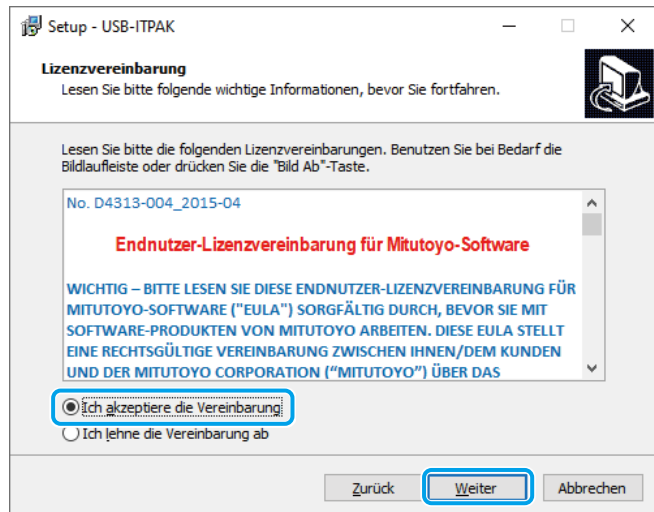 Setup - USB-ITPAK
Lizenzvereinbarung
Lesen Sie bitte folgende wichtige Informationen, bevor Sie fortfahren.
Lesen Sie bitte die folgenden Lizenzvereinbarungen. Benutzen Sie bei Bedarf die
Bildlaufleiste oder drücken Sie die "Bild Ab"-Taste.
No. D4313-004_2015-04
Endnutzer-Lizenzvereinbarung für Mitutoyo-Software
WICHTIG – BITTE LESEN SIE DIESE ENDNUTZER-LIZENZVEREINBARUNG FÜR
MITUTOYO-SOFTWARE ("EULA") SORGFÄLTIG DURCH, BEVOR SIE MIT
SOFTWARE-PRODUKTEN VON MITUTOYO ARBEITEN. DIESE EULA STELLT
EINE RECHTSGÜLTIGE VEREINBARUNG ZWISCHEN IHNEN/DEM KUNDEN
UND DER MITUTOYO CORPORATION (“MITUTOYO”) ÜBER DAS
Ich akzeptiere die Vereinbarung
Ich lehne die Vereinbarung ab
Zurück Weiter Abbrechen